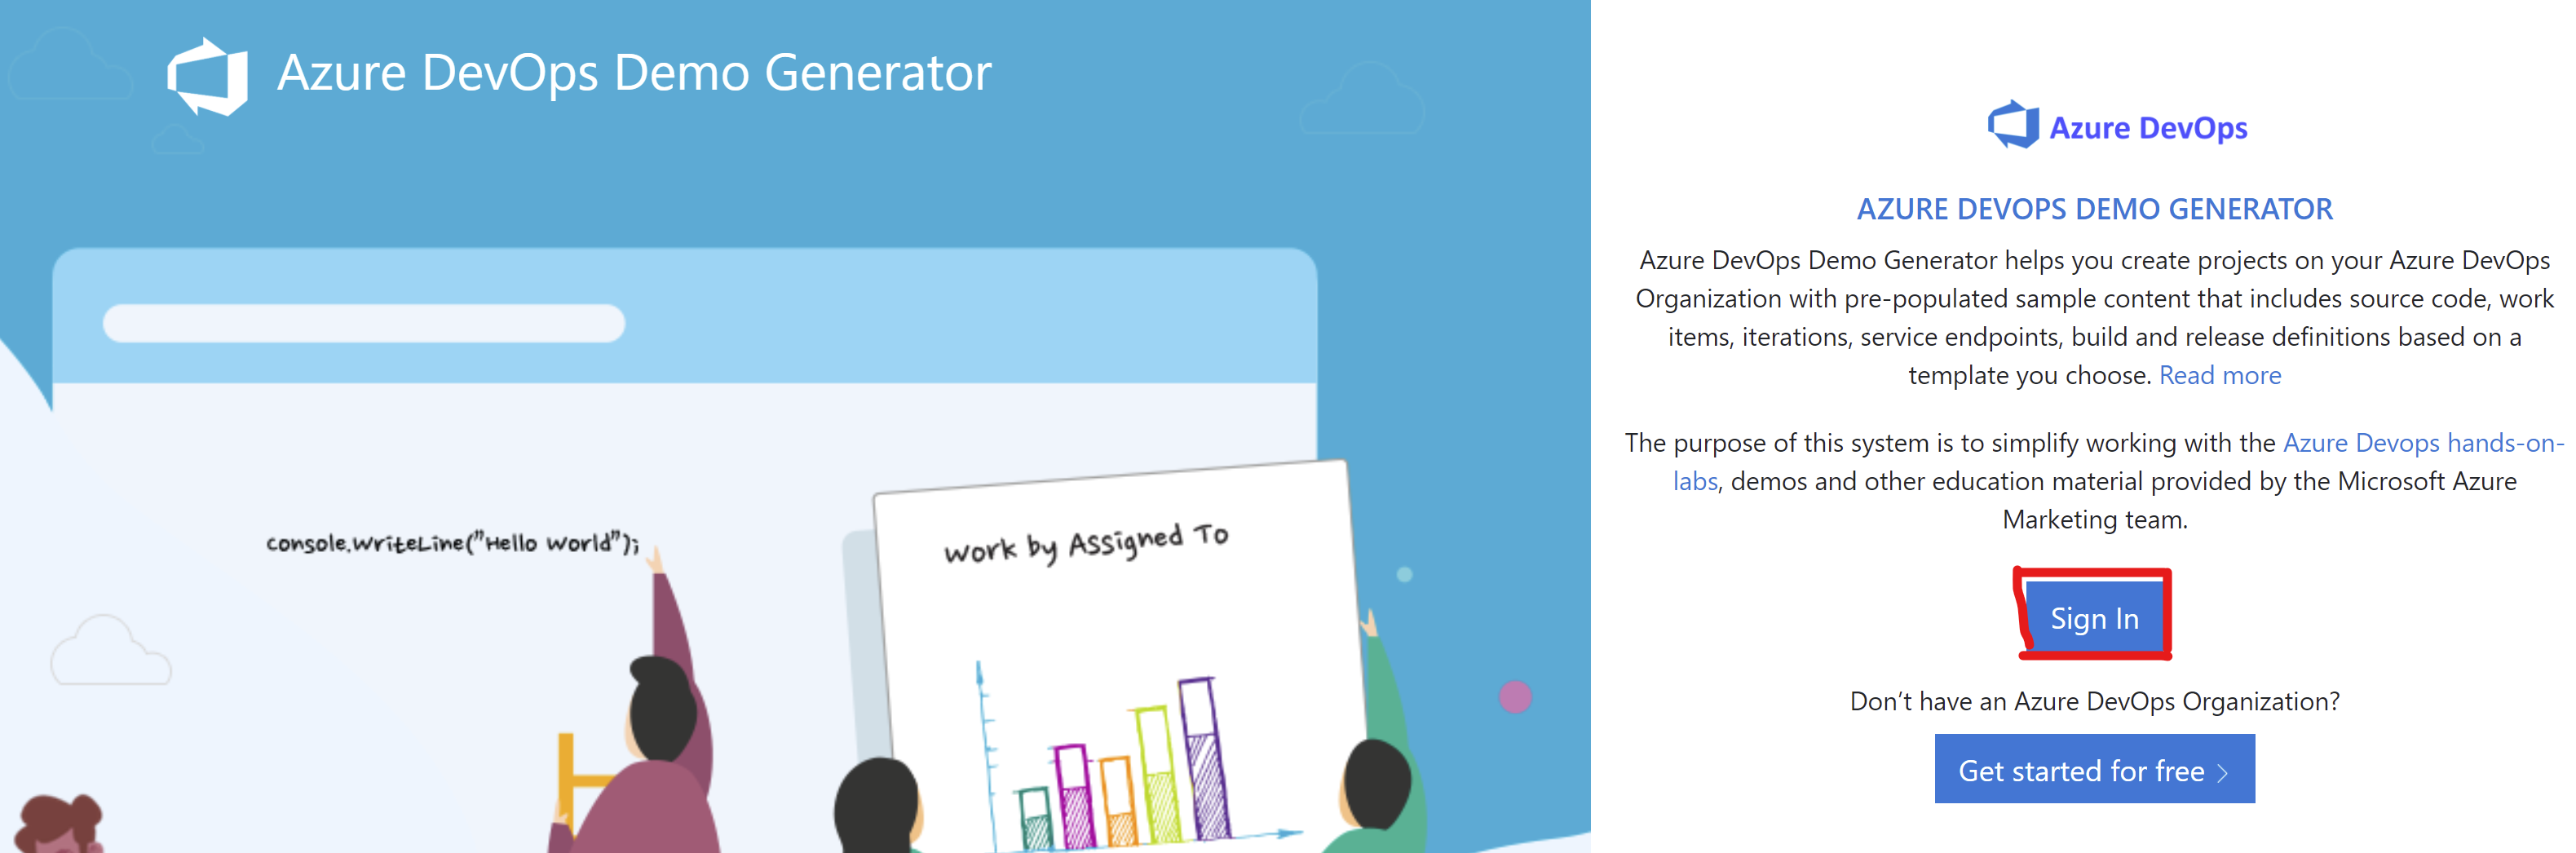 Azure DevOps Demo Generator
console.WriteLine("Hello World");
Work by Assigned To
Azure DevOps
AZURE DEVOPS DEMO GENERATOR
Azure DevOps Demo Generator helps you create projects on your Azure DevOps
Organization with pre-populated sample content that includes source code, work
items, iterations, service endpoints, build and release definitions based on a
template you choose. Read more
The purpose of this system is to simplify working with the Azure Devops hands-on-
labs, demos and other education material provided by the Microsoft Azure
Marketing team.
Sign In
Don’t have an Azure DevOps Organization?
Get started for free >